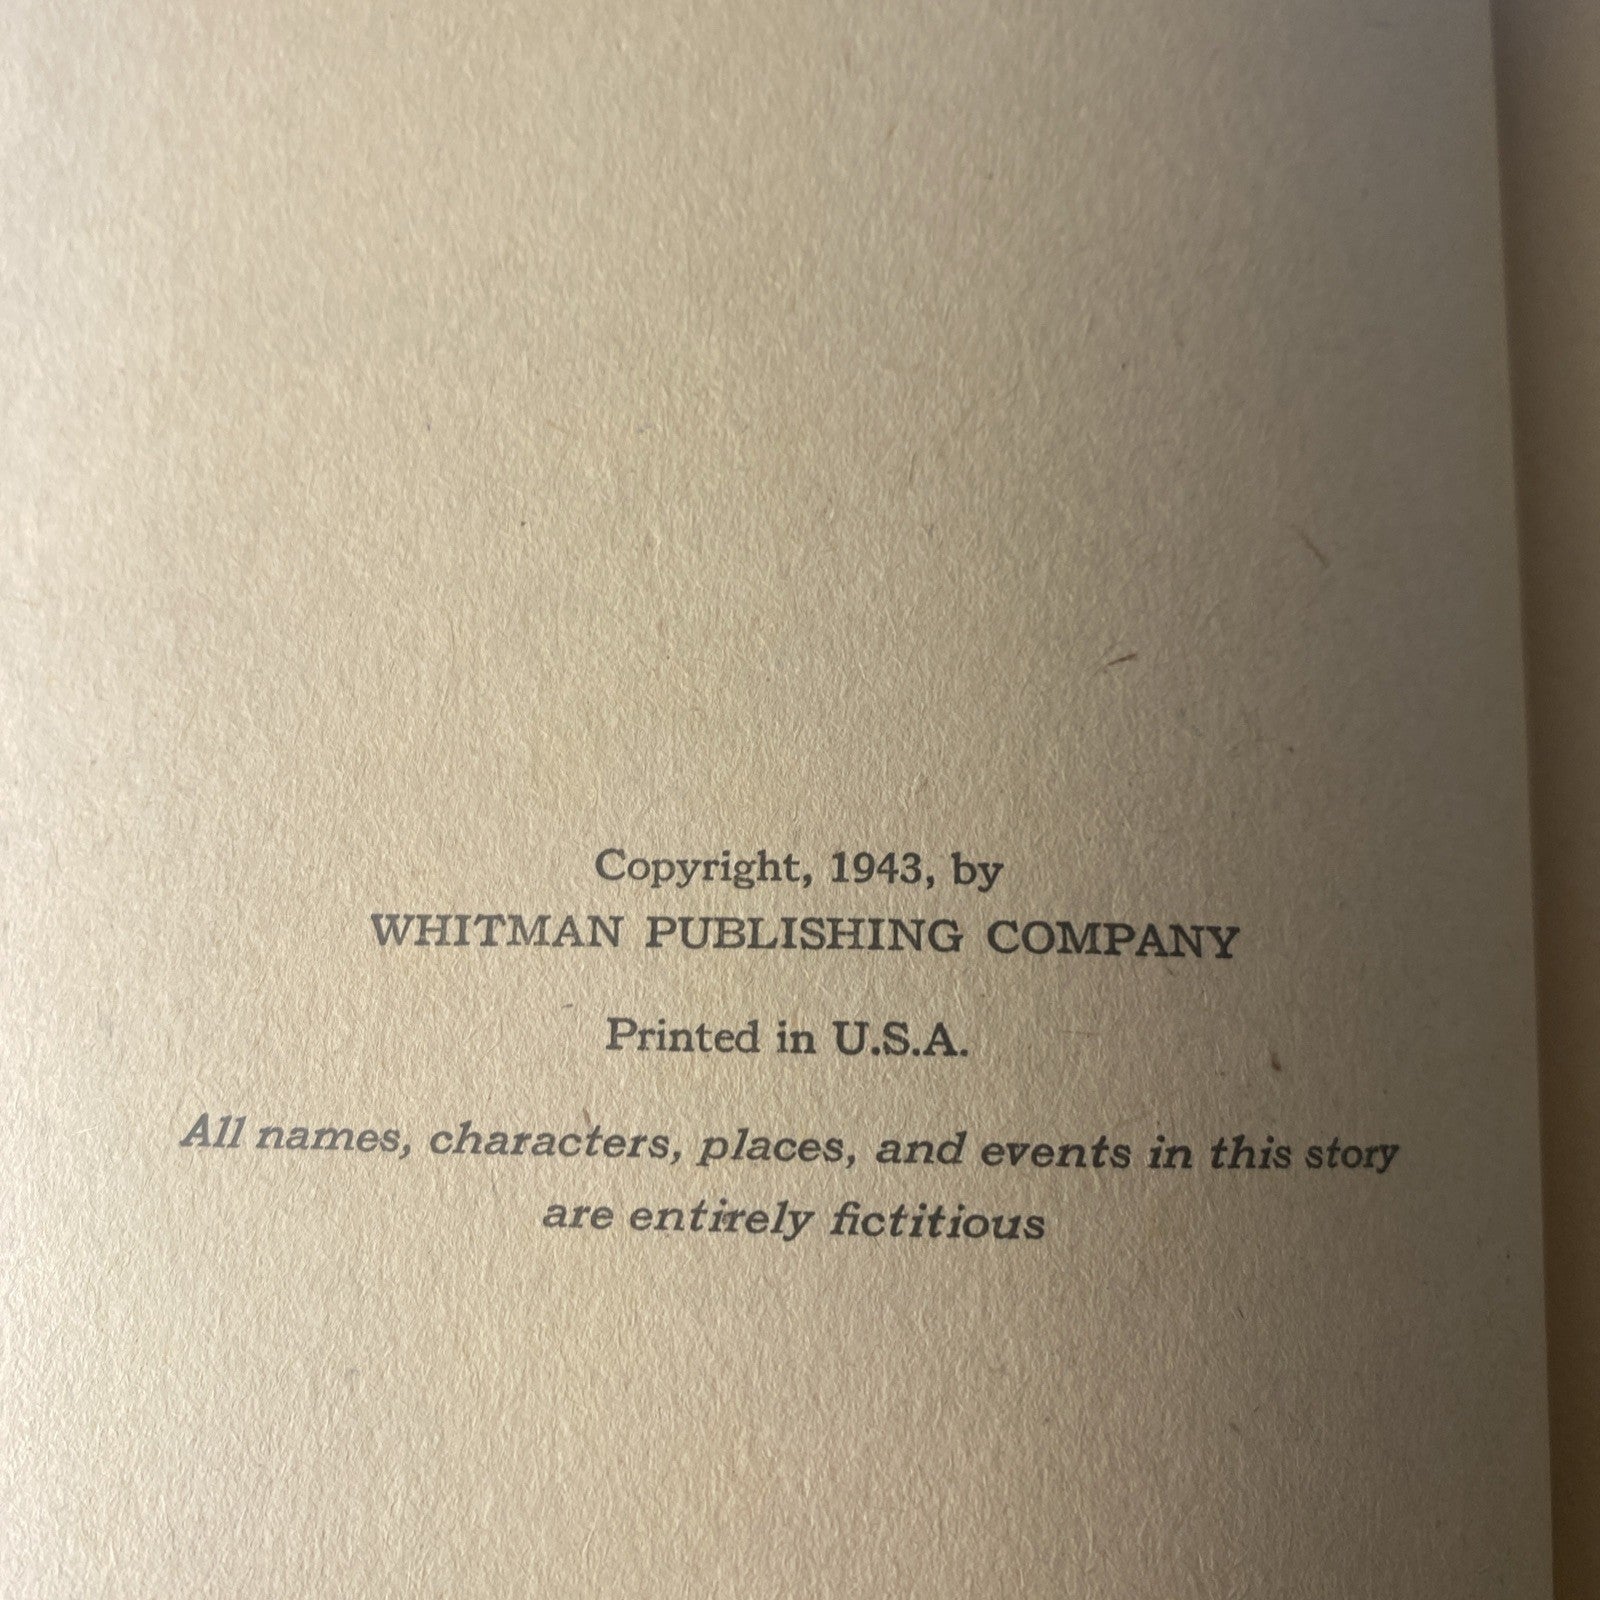 Copyright, 1943, by
WHITMAN PUBLISHING COMPANY
Printed in U.S.A.
All names, characters, places, and events in this story
are entirely fictitious